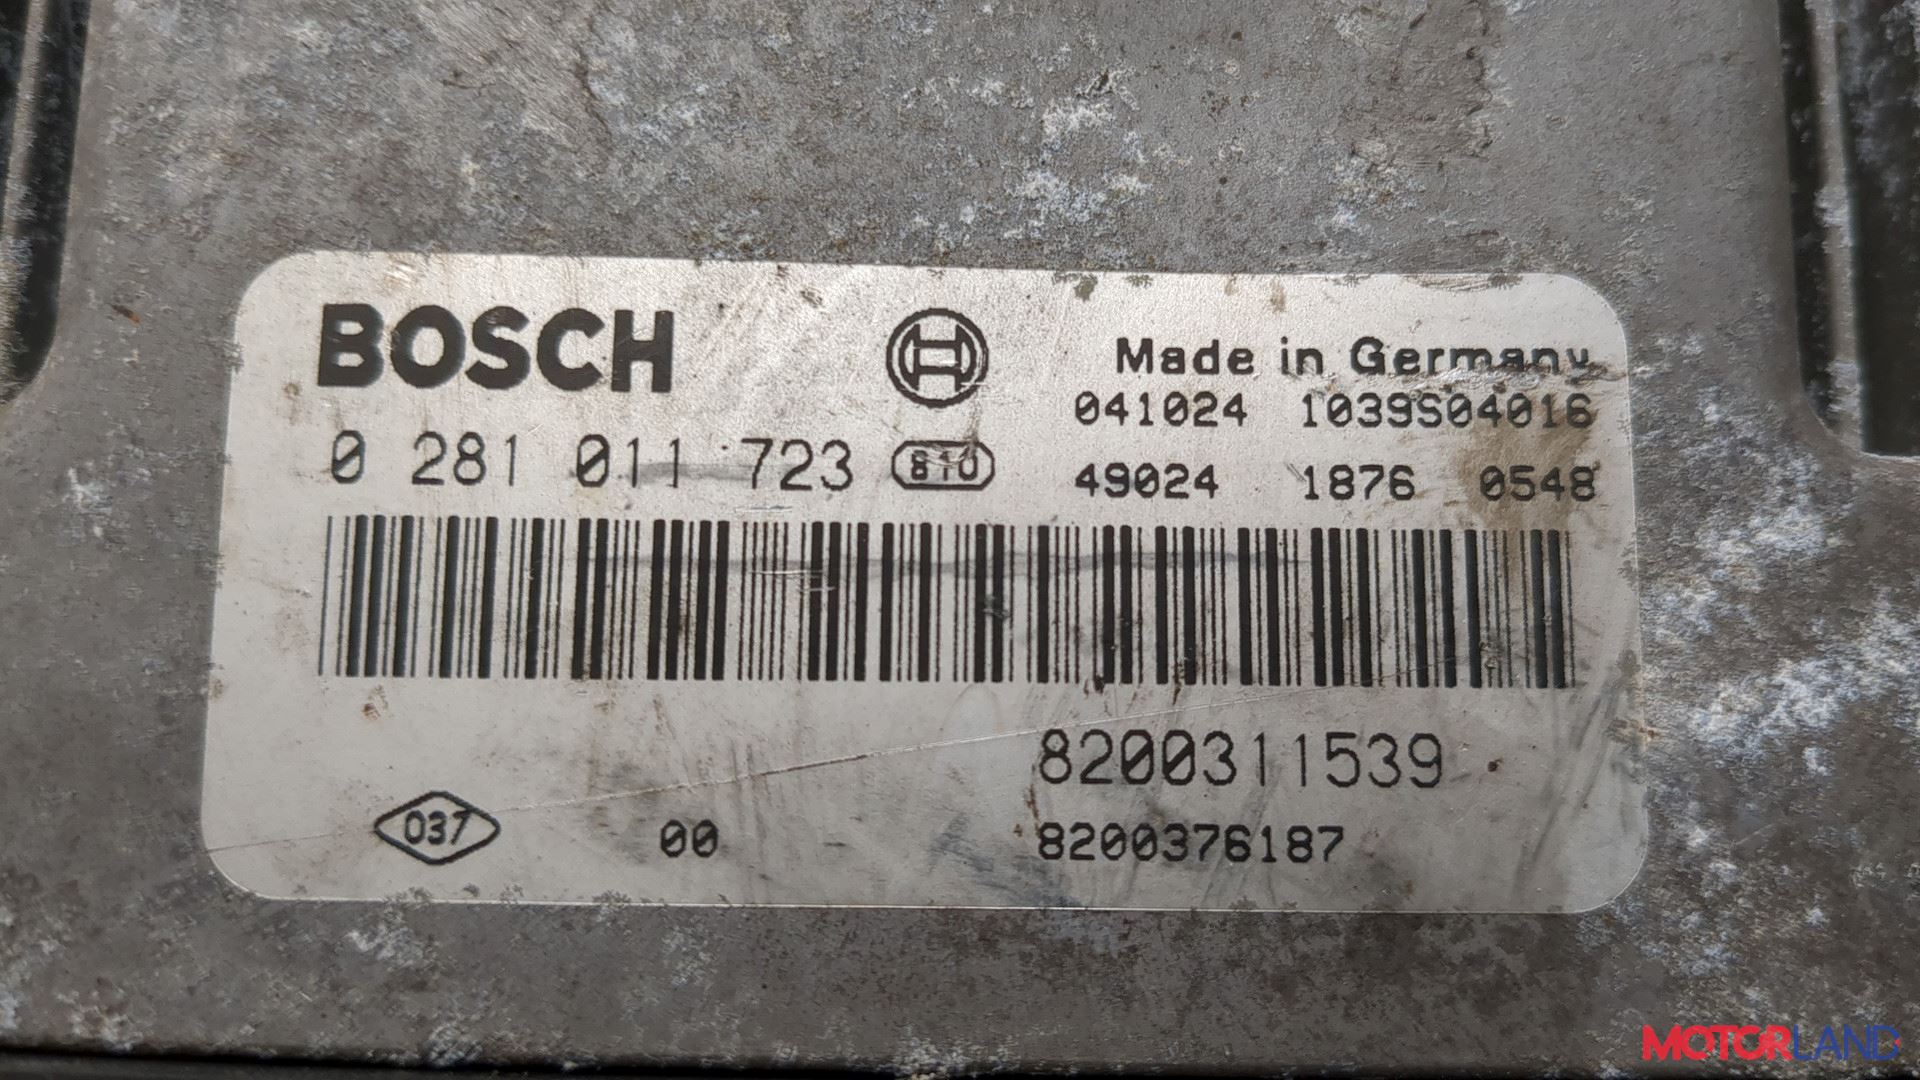 BOSCH
Made in Germany
041024 1039S04016
0 281 011 723 810
49024 1876 0548
8200311539
037 00 8200376187
MOTORLAND